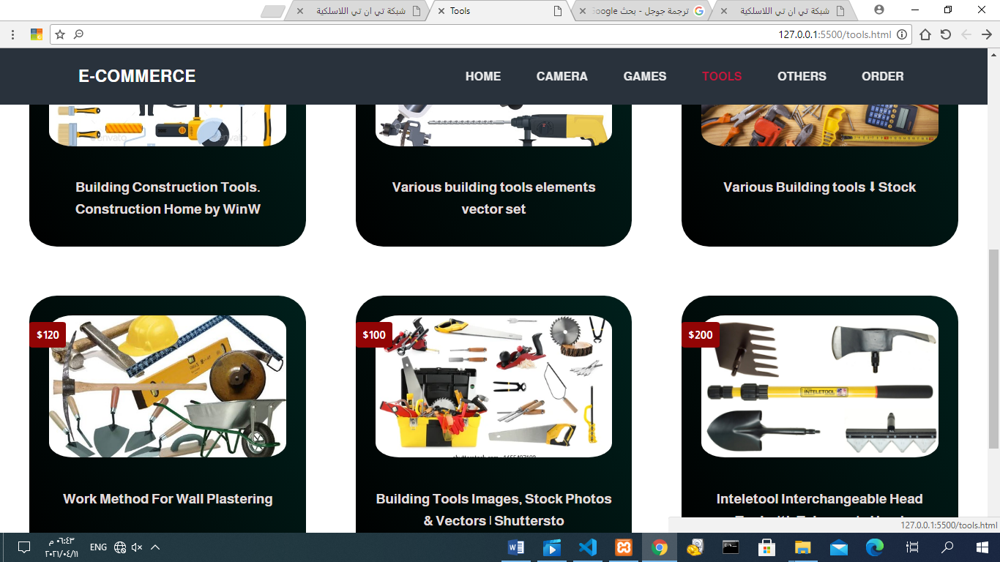 شبكة تي ان تي اللاسلكية
Tools
ترجمة جوجل - بحث Google
شبكة تي ان تي اللاسلكية
127.0.0.1:5500/tools.html
E-COMMERCE
HOME
CAMERA
GAMES
TOOLS
OTHERS
ORDER
Building Construction Tools.
Construction Home by WinW
Various building tools elements
vector set
Various Building tools ⬇ Stock
$120
$100
$200
INTELETOOL
Work Method For Wall Plastering
Building Tools Images, Stock Photos
& Vectors | Shuttersto
Inteletool Interchangeable Head
127.0.0.1:5500/tools.html
٠٦:٤٣ م
٢٠٢١/٠٤/١١
ENG